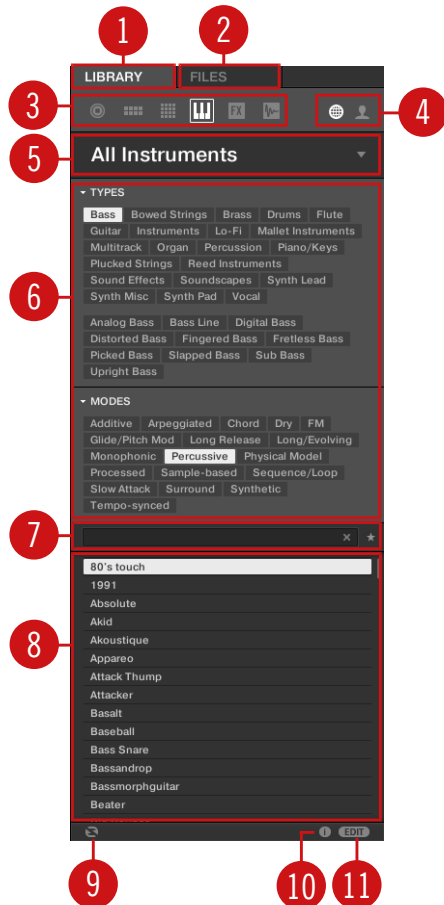 1
2
LIBRARY FILES
3
FX
4
5
All Instruments
TYPES
Bass Bowed Strings Brass Drums Flute
Guitar Instruments Lo-Fi Mallet Instruments
Multitrack Organ Percussion Piano/Keys
Plucked Strings Reed Instruments
Sound Effects Soundscapes Synth Lead
6
Synth Misc Synth Pad Vocal
Analog Bass Bass Line Digital Bass
Distorted Bass Fingered Bass Fretless Bass
Picked Bass Slapped Bass Sub Bass
Upright Bass
MODES
Additive Arpeggiated Chord Dry FM
Glide/Pitch Mod Long Release Long/Evolving
Monophonic Percussive Physical Model
Processed Sample-based Sequence/Loop
Slow Attack Surround Synthetic
Tempo-synced
7
80's touch
1991
Absolute
Akid
8
Akoustique
Appareo
Attack Thump
Attacker
Basalt
Baseball
Bass Snare
Bassandrop
Bassmorphguitar
Beater
i EDIT
9
10
11